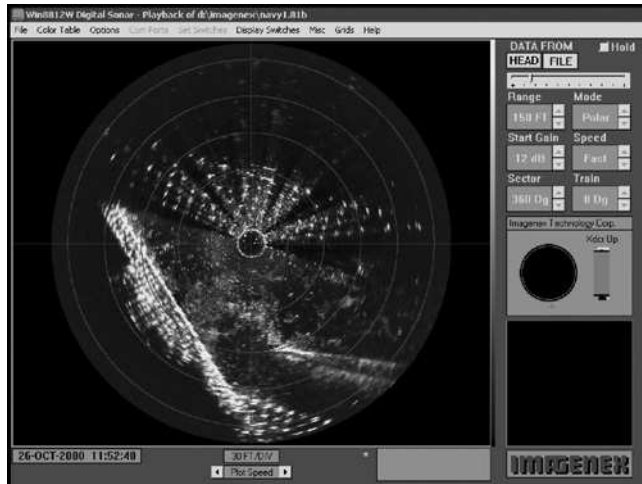 Win8812W Digital Sonar - Playback of d:\imagenex\navy1.81b
File Color Table Options Com Ports Set Switches Display Switches Misc Grids Help
DATA FROM Hold
HEAD FILE
Range Mode
150 FT Polar
Start Gain Speed
12 dB Fast
Sector Train
360 Dg 0 Dg
Imagenex Technology Corp.
Xdcr Up
26-OCT-2000 11:52:40
30 FT/DIV
Plot Speed
IMAGENEX